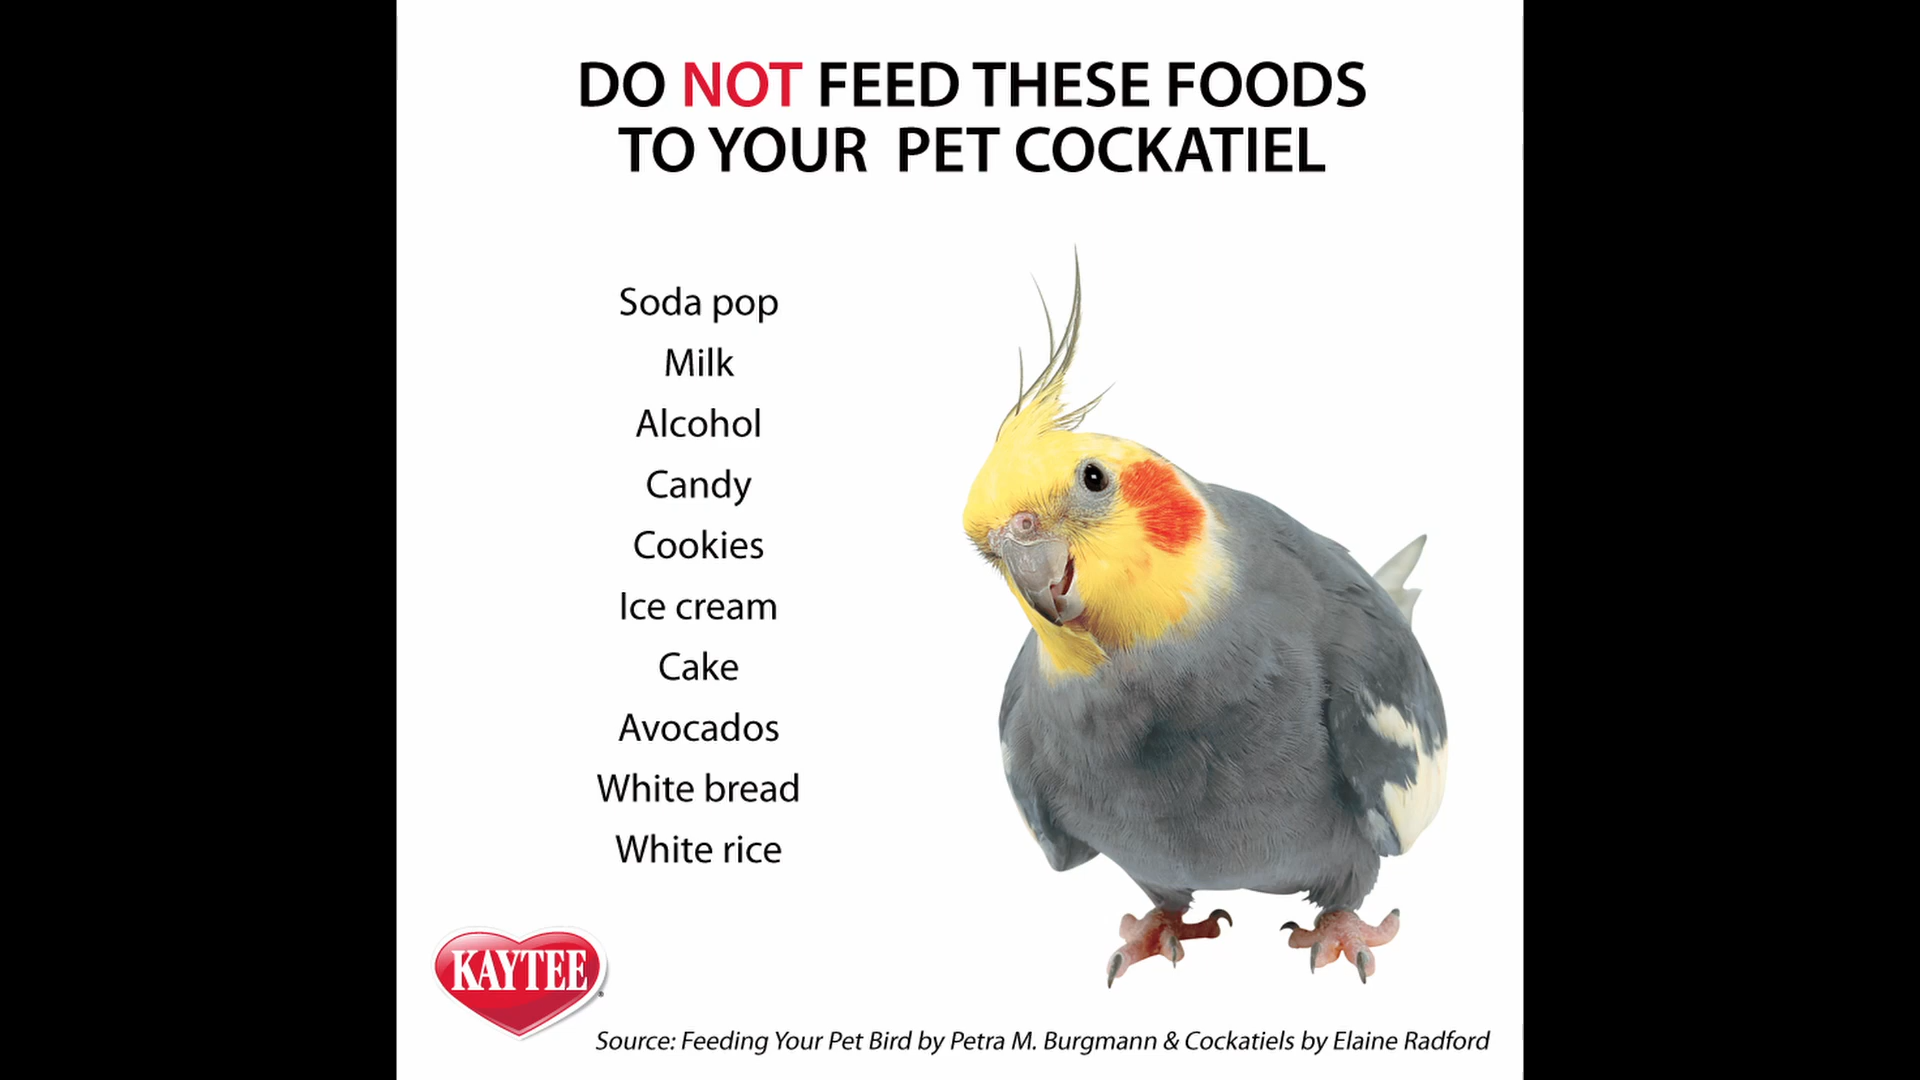 DO NOT FEED THESE FOODS
TO YOUR PET COCKATIEL
Soda pop
Milk
Alcohol
Candy
Cookies
Ice cream
Cake
Avocados
White bread
White rice
KAYTEE®
Source: Feeding Your Pet Bird by Petra M. Burgmann & Cockatiels by Elaine Radford